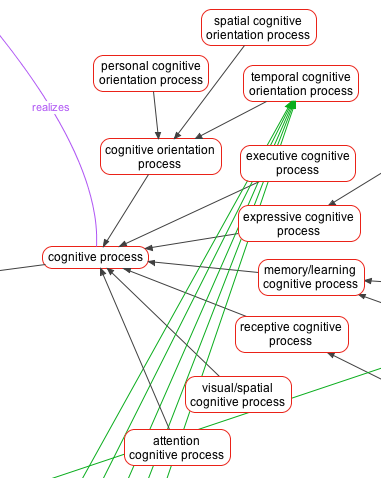 spatial cognitive
orientation process
personal cognitive
orientation process
temporal cognitive
orientation process
realizes
cognitive orientation
process
executive cognitive
process
expressive cognitive
process
cognitive process
memory/learning
cognitive process
receptive cognitive
process
visual/spatial
cognitive process
attention
cognitive process